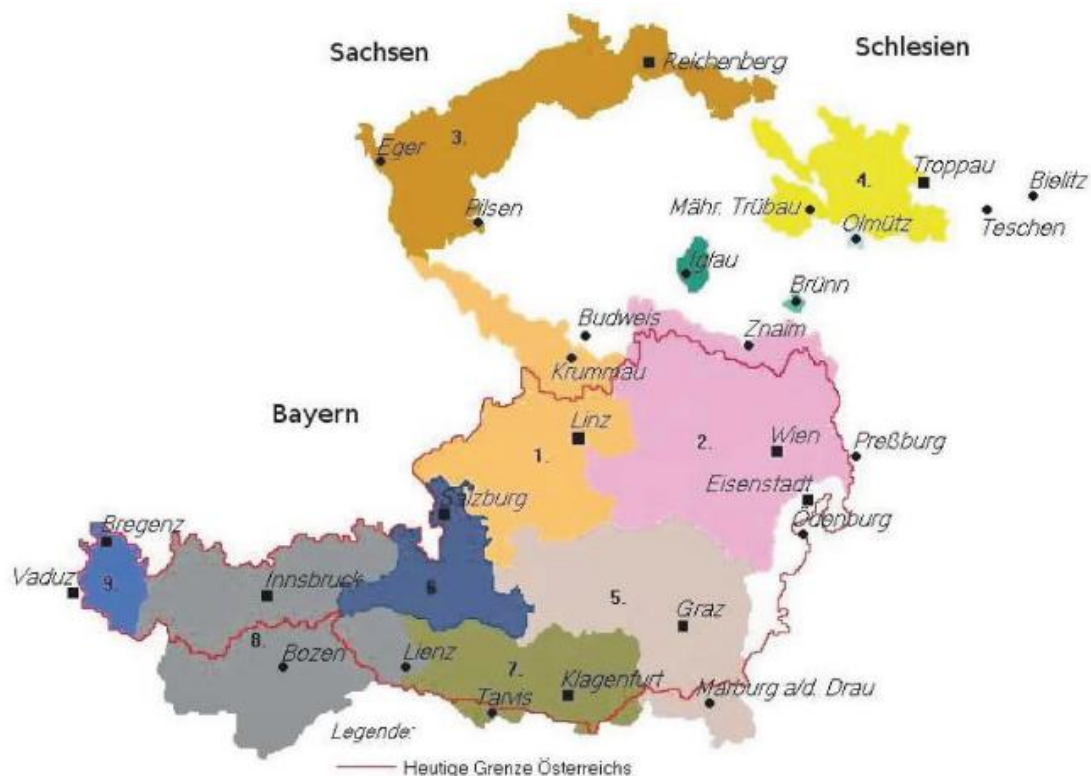 Sachsen
Schlesien
Reichenberg
3.
Eger
Troppau
Bielitz
4.
Mähr. Trübau
Teschen
Pilsen
Olmütz
Iglau
Brünn
Budweis
Znaim
Krummau
Bayern
Linz
2.
Wien
Preßburg
1.
Eisenstadt
Salzburg
Ödenburg
Bregenz
Vaduz
9.
Innsbruck
6.
5.
Graz
8.
Bozen
Lienz
7.
Klagenfurt
Marburg a/d. Drau
Tarvis
Legende:
Heutige Grenze Österreichs